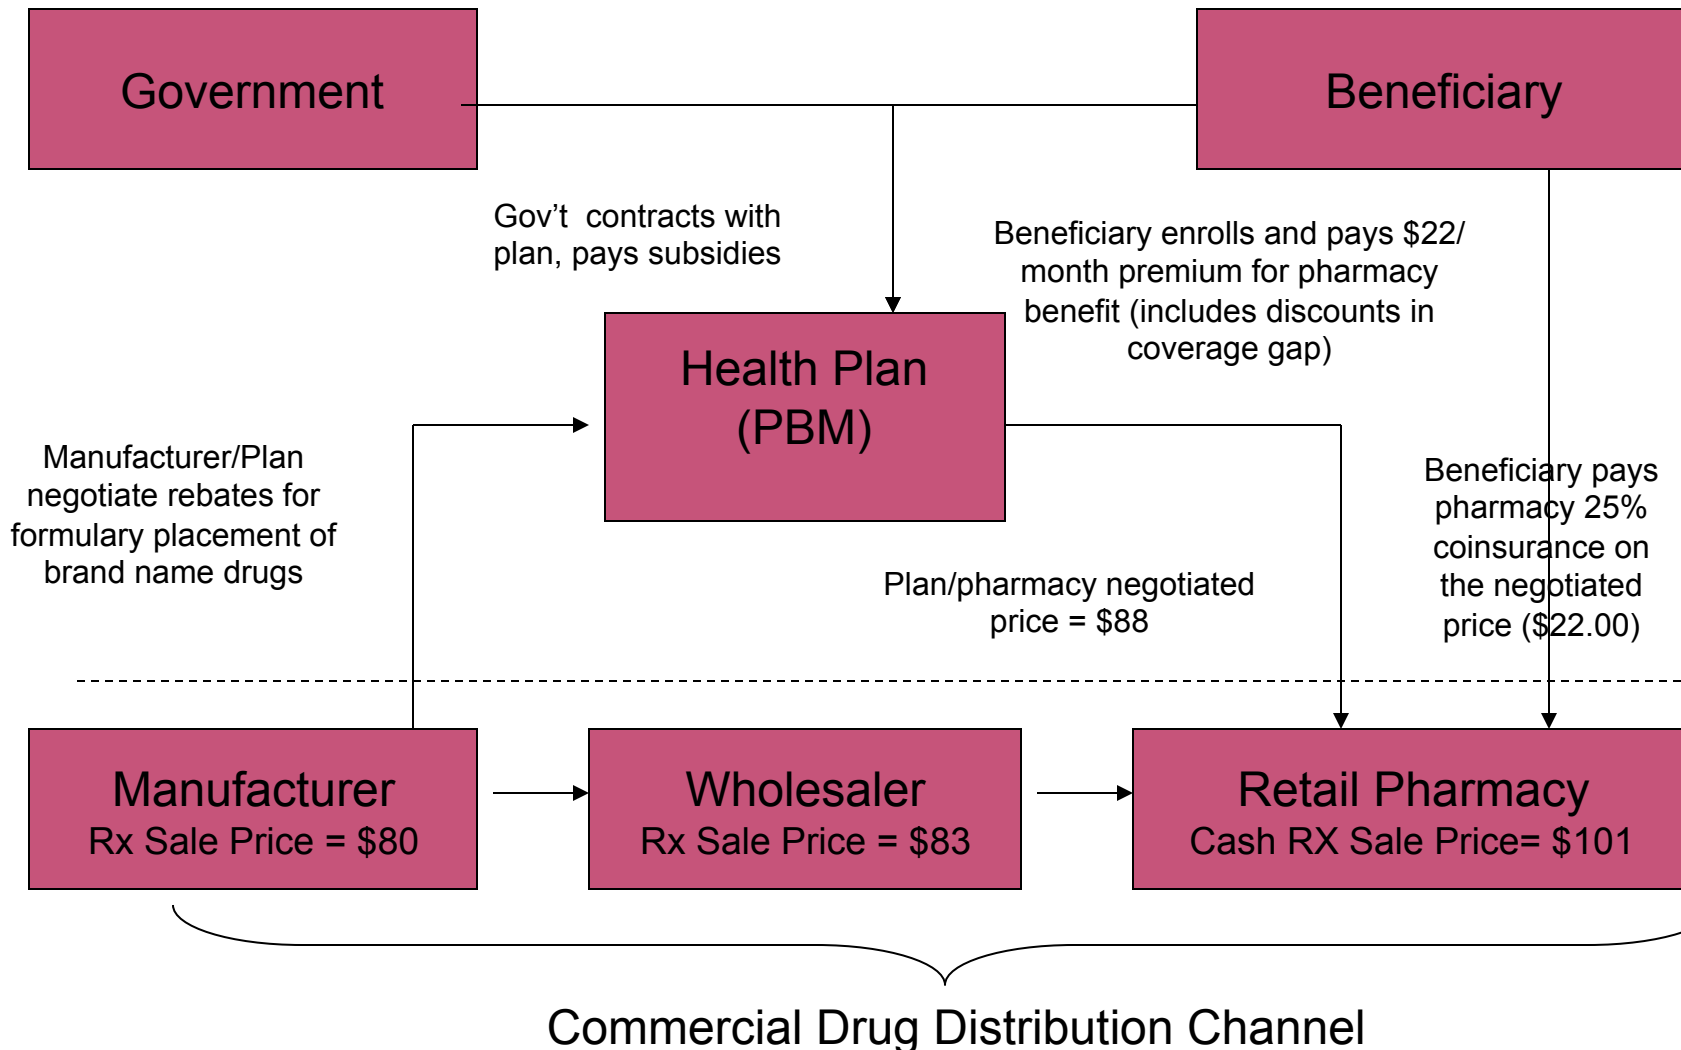 Government
Beneficiary
Gov’t  contracts with
plan, pays subsidies
Beneficiary enrolls and pays $22/
month premium for pharmacy
benefit (includes discounts in
coverage gap)
Health Plan
(PBM)
Manufacturer/Plan
negotiate rebates for
formulary placement of
brand name drugs
Plan/pharmacy negotiated
price = $88
Beneficiary pays
pharmacy 25%
coinsurance on
the negotiated
price ($22.00)
Manufacturer
Rx Sale Price = $80
Wholesaler
Rx Sale Price = $83
Retail Pharmacy
Cash RX Sale Price= $101
Commercial Drug Distribution Channel